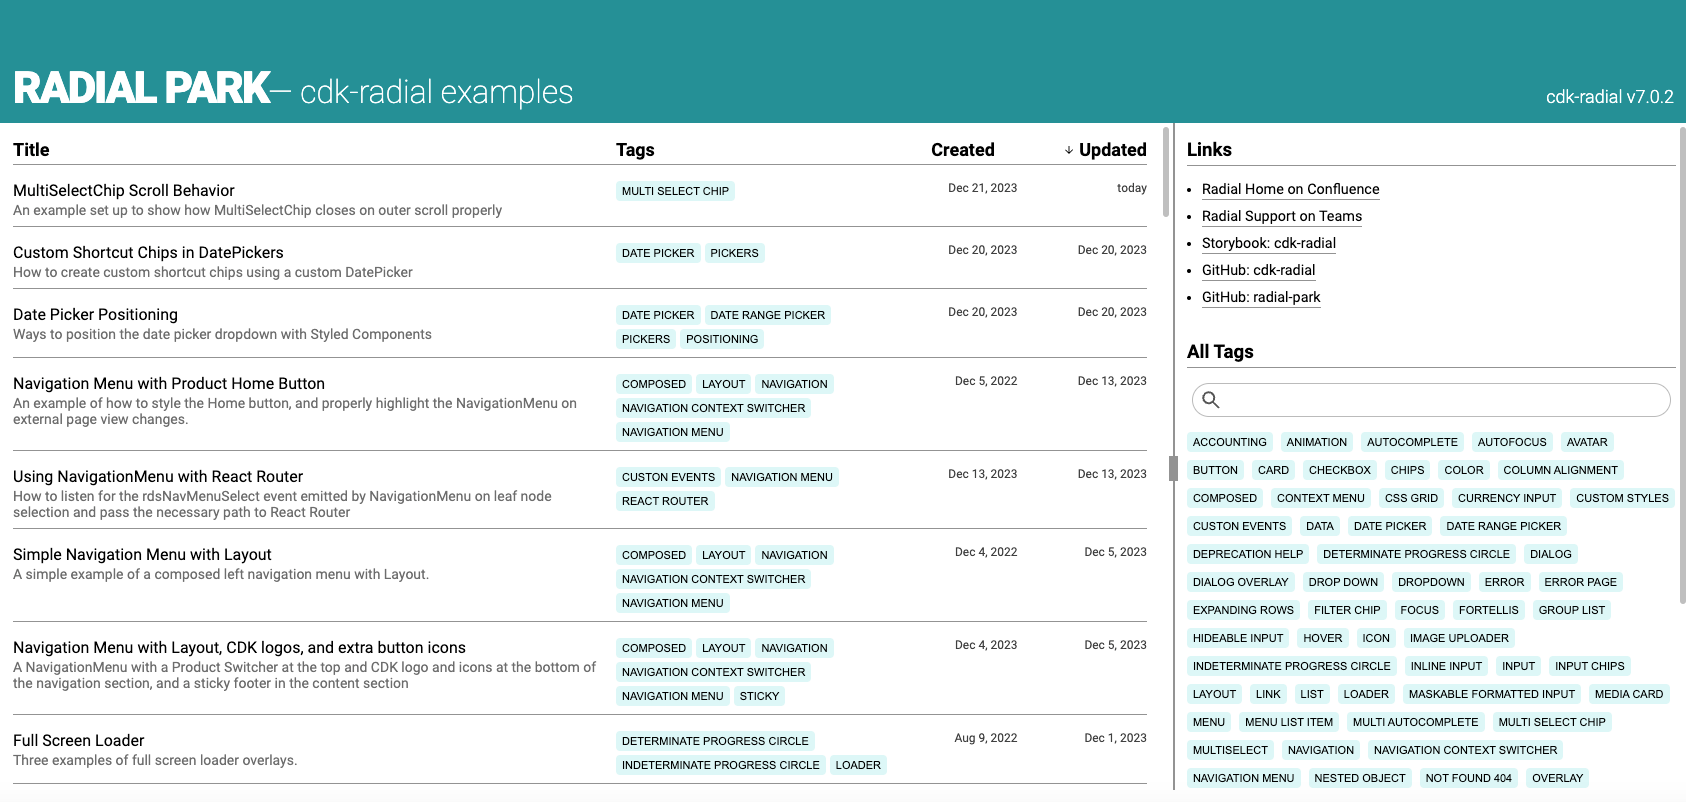 RADIAL PARK— cdk-radial examples
cdk-radial v7.0.2
Title Tags Created ↓ Updated
MultiSelectChip Scroll Behavior MULTI SELECT CHIP Dec 21, 2023 today
An example set up to show how MultiSelectChip closes on outer scroll properly
Custom Shortcut Chips in DatePickers DATE PICKER PICKERS Dec 20, 2023 Dec 20, 2023
How to create custom shortcut chips using a custom DatePicker
Date Picker Positioning DATE PICKER DATE RANGE PICKER Dec 20, 2023 Dec 20, 2023
Ways to position the date picker dropdown with Styled Components PICKERS POSITIONING
Navigation Menu with Product Home Button COMPOSED LAYOUT NAVIGATION Dec 5, 2022 Dec 13, 2023
An example of how to style the Home button, and properly highlight the NavigationMenu on NAVIGATION CONTEXT SWITCHER
external page view changes. NAVIGATION MENU
Using NavigationMenu with React Router CUSTON EVENTS NAVIGATION MENU Dec 13, 2023 Dec 13, 2023
How to listen for the rdsNavMenuSelect event emitted by NavigationMenu on leaf node REACT ROUTER
selection and pass the necessary path to React Router
Simple Navigation Menu with Layout COMPOSED LAYOUT NAVIGATION Dec 4, 2022 Dec 5, 2023
A simple example of a composed left navigation menu with Layout. NAVIGATION CONTEXT SWITCHER
NAVIGATION MENU
Navigation Menu with Layout, CDK logos, and extra button icons COMPOSED LAYOUT NAVIGATION Dec 4, 2023 Dec 5, 2023
A NavigationMenu with a Product Switcher at the top and CDK logo and icons at the bottom of NAVIGATION CONTEXT SWITCHER
the navigation section, and a sticky footer in the content section NAVIGATION MENU STICKY
Full Screen Loader DETERMINATE PROGRESS CIRCLE Aug 9, 2022 Dec 1, 2023
Three examples of full screen loader overlays. INDETERMINATE PROGRESS CIRCLE LOADER
Links
• Radial Home on Confluence
• Radial Support on Teams
• Storybook: cdk-radial
• GitHub: cdk-radial
• GitHub: radial-park
All Tags
ACCOUNTING ANIMATION AUTOCOMPLETE AUTOFOCUS AVATAR
BUTTON CARD CHECKBOX CHIPS COLOR COLUMN ALIGNMENT
COMPOSED CONTEXT MENU CSS GRID CURRENCY INPUT CUSTOM STYLES
CUSTON EVENTS DATA DATE PICKER DATE RANGE PICKER
DEPRECATION HELP DETERMINATE PROGRESS CIRCLE DIALOG
DIALOG OVERLAY DROP DOWN DROPDOWN ERROR ERROR PAGE
EXPANDING ROWS FILTER CHIP FOCUS FORTELLIS GROUP LIST
HIDEABLE INPUT HOVER ICON IMAGE UPLOADER
INDETERMINATE PROGRESS CIRCLE INLINE INPUT INPUT INPUT CHIPS
LAYOUT LINK LIST LOADER MASKABLE FORMATTED INPUT MEDIA CARD
MENU MENU LIST ITEM MULTI AUTOCOMPLETE MULTI SELECT CHIP
MULTISELECT NAVIGATION NAVIGATION CONTEXT SWITCHER
NAVIGATION MENU NESTED OBJECT NOT FOUND 404 OVERLAY